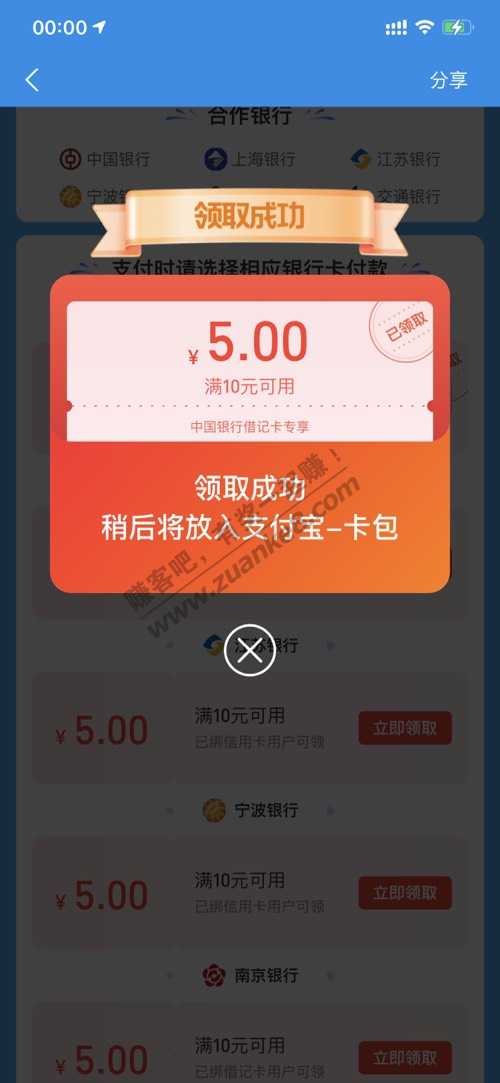 00:00
分享
合作银行
中国银行
上海银行
江苏银行
宁波银
交通银行
领取成功
支付时请选择相应银行卡付款
¥ 5.00
已领取
满10元可用
中国银行借记卡专享
领取成功
稍后将放入支付宝-卡包
赚客吧，有奖一起赚！
www.zuanke8.com
江苏银行
¥ 5.00
满10元可用
已绑信用卡用户可领
立即领取
宁波银行
¥ 5.00
满10元可用
已绑信用卡用户可领
立即领取
南京银行
¥ 5.00
满10元可用
已绑借记卡用户可领
立即领取